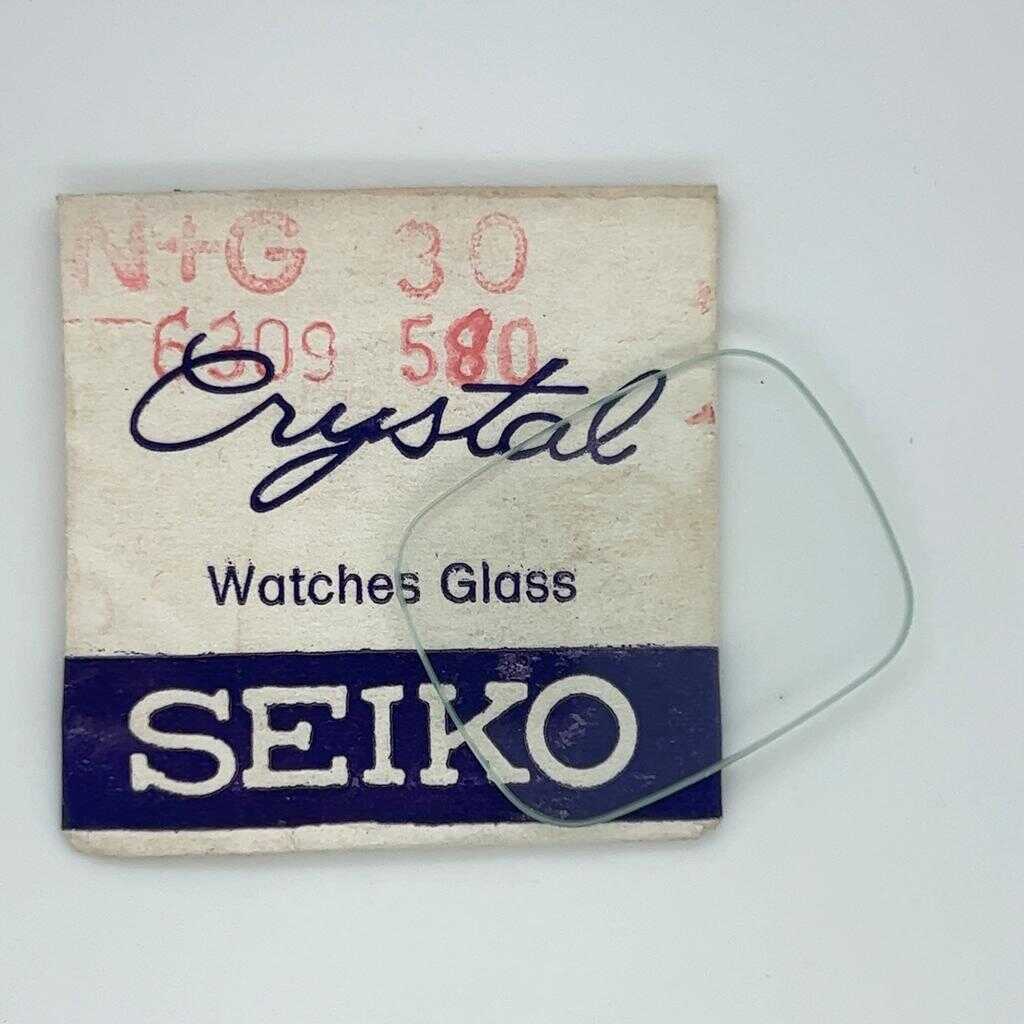 N+G 30
6309 580
Crystal
Watches Glass
SEIKO